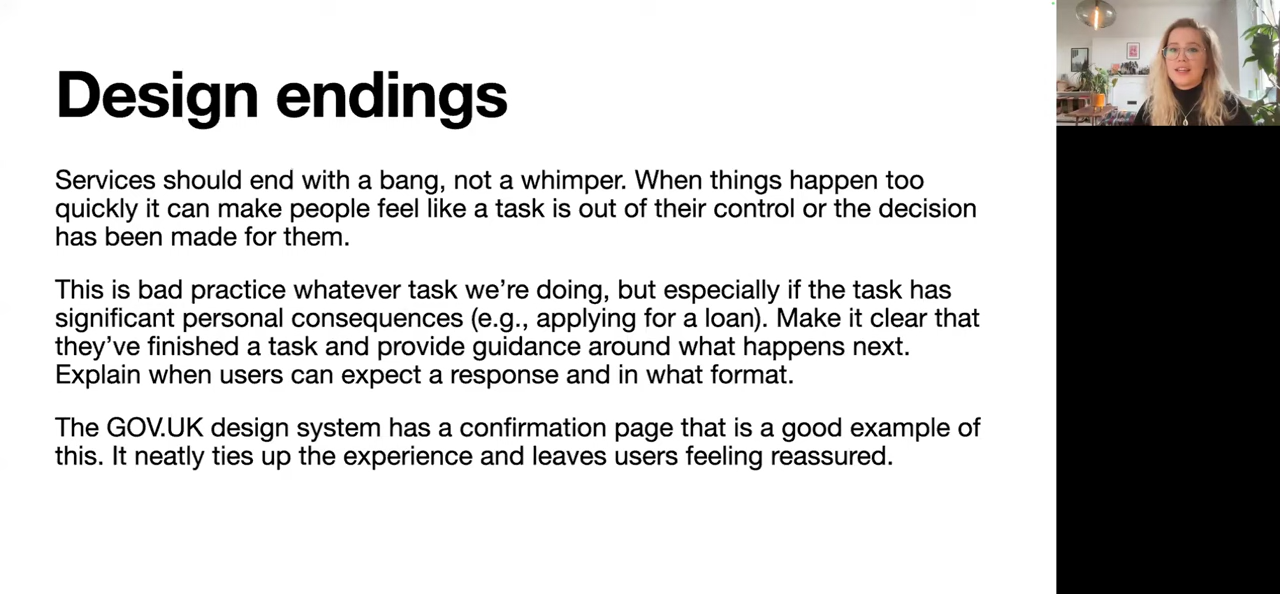 Design endings
Services should end with a bang, not a whimper. When things happen too
quickly it can make people feel like a task is out of their control or the decision
has been made for them.
This is bad practice whatever task we’re doing, but especially if the task has
significant personal consequences (e.g., applying for a loan). Make it clear that
they’ve finished a task and provide guidance around what happens next.
Explain when users can expect a response and in what format.
The GOV.UK design system has a confirmation page that is a good example of
this. It neatly ties up the experience and leaves users feeling reassured.